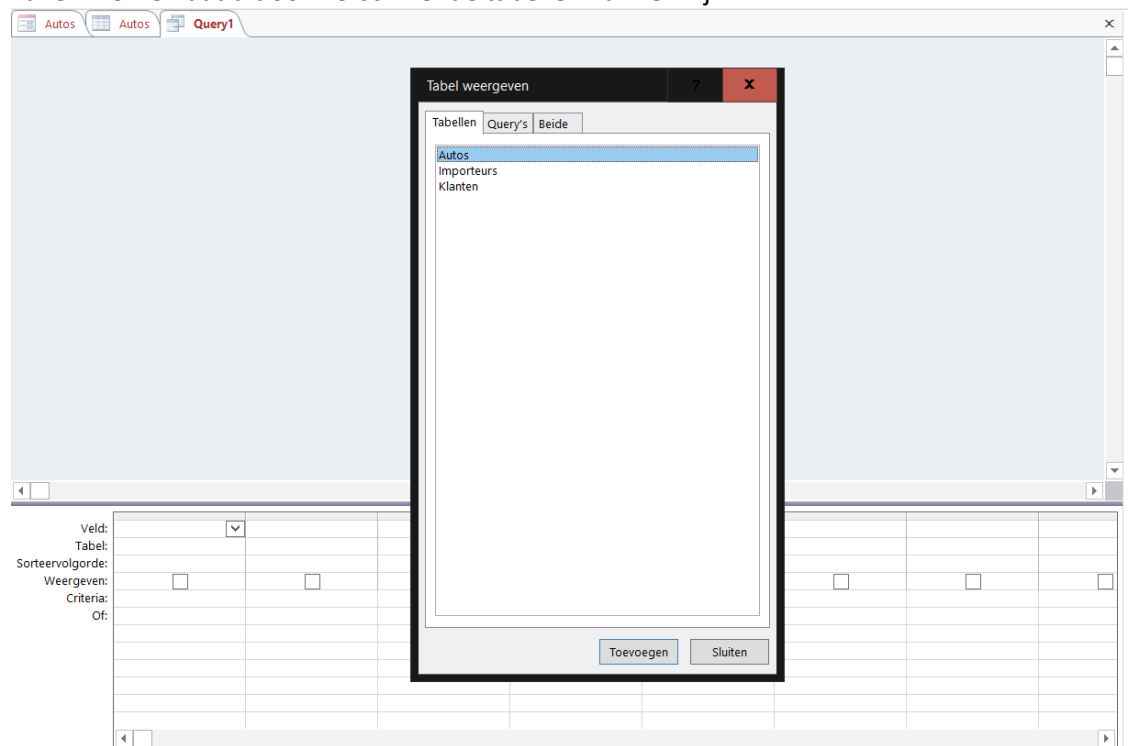 Autos Autos Query1
Tabel weergeven ? x
Tabellen Query's Beide
Autos
Importeurs
Klanten
Toevoegen Sluiten
Veld:
Tabel:
Sorteervolgorde:
Weergeven:
Criteria:
Of: